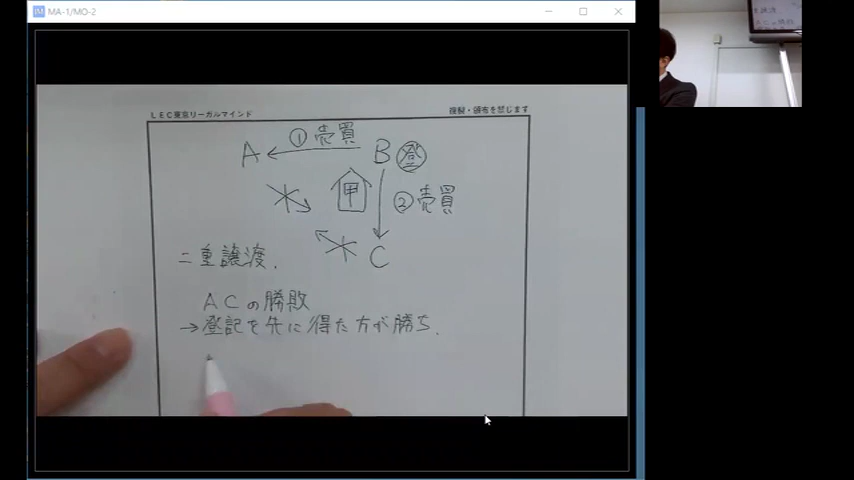 MA-1/MO-2
LEC東京リーガルマインド
複製・頒布を禁じます
①売買
A
B 登
甲
②売買
C
二重譲渡.
ACの勝敗
→登記を先に得た方が勝ち.